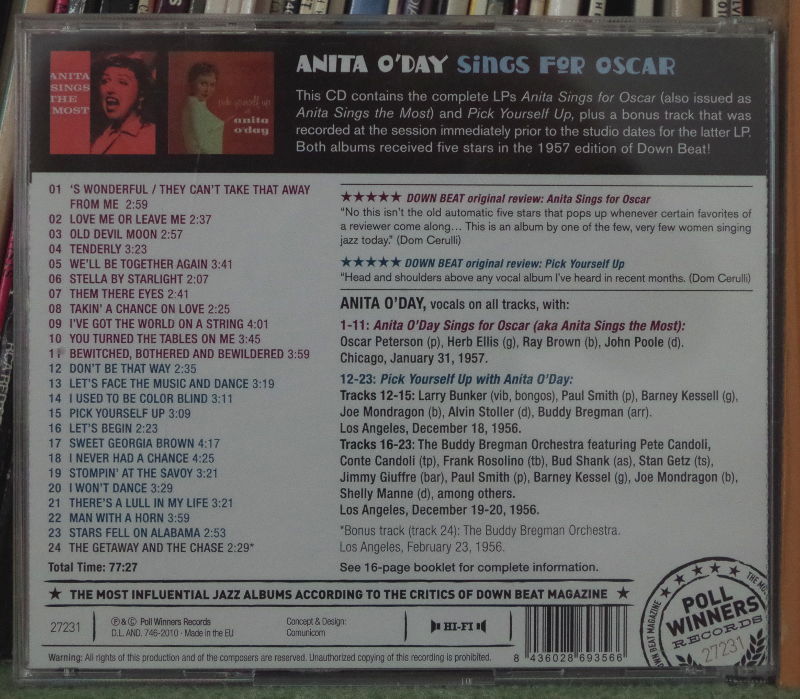 ANITA O'DAY SINGS FOR OSCAR
ANITA
SINGS
THE
MOST
pick yourself up
with
anita
o'day
This CD contains the complete LPs Anita Sings for Oscar (also issued as
Anita Sings the Most) and Pick Yourself Up, plus a bonus track that was
recorded at the session immediately prior to the studio dates for the latter LP.
Both albums received five stars in the 1957 edition of Down Beat!
01 'S WONDERFUL / THEY CAN'T TAKE THAT AWAY
FROM ME 2:59
02 LOVE ME OR LEAVE ME 2:37
03 OLD DEVIL MOON 2:57
04 TENDERLY 3:23
05 WE'LL BE TOGETHER AGAIN 3:41
06 STELLA BY STARLIGHT 2:07
07 THEM THERE EYES 2:41
08 TAKIN' A CHANCE ON LOVE 2:25
09 I'VE GOT THE WORLD ON A STRING 4:01
10 YOU TURNED THE TABLES ON ME 3:45
11 BEWITCHED, BOTHERED AND BEWILDERED 3:59
12 DON'T BE THAT WAY 2:35
13 LET'S FACE THE MUSIC AND DANCE 3:19
14 I USED TO BE COLOR BLIND 3:11
15 PICK YOURSELF UP 3:09
16 LET'S BEGIN 2:23
17 SWEET GEORGIA BROWN 4:17
18 I NEVER HAD A CHANCE 4:25
19 STOMPIN' AT THE SAVOY 3:21
20 I WON'T DANCE 3:29
21 THERE'S A LULL IN MY LIFE 3:21
22 MAN WITH A HORN 3:59
23 STARS FELL ON ALABAMA 2:53
24 THE GETAWAY AND THE CHASE 2:29*
Total Time: 77:27
★★★★★ DOWN BEAT original review: Anita Sings for Oscar
"No this isn't the old automatic five stars that pops up whenever certain favorites of
a reviewer come along... This is an album by one of the few, very few women singing
jazz today." (Dom Cerulli)
★★★★★ DOWN BEAT original review: Pick Yourself Up
"Head and shoulders above any vocal album I've heard in recent months. (Dom Cerulli)
ANITA O'DAY, vocals on all tracks, with:
1-11: Anita O'Day Sings for Oscar (aka Anita Sings the Most):
Oscar Peterson (p), Herb Ellis (g), Ray Brown (b), John Poole (d).
Chicago, January 31, 1957.
12-23: Pick Yourself Up with Anita O'Day:
Tracks 12-15: Larry Bunker (vib, bongos), Paul Smith (p), Barney Kessell (g),
Joe Mondragon (b), Alvin Stoller (d), Buddy Bregman (arr).
Los Angeles, December 18, 1956.
Tracks 16-23: The Buddy Bregman Orchestra featuring Pete Candoli,
Conte Candoli (tp), Frank Rosolino (tb), Bud Shank (as), Stan Getz (ts),
Jimmy Giuffre (bar), Paul Smith (p), Barney Kessel (g), Joe Mondragon (b),
Shelly Manne (d), among others.
Los Angeles, December 19-20, 1956.
*Bonus track (track 24): The Buddy Bregman Orchestra.
Los Angeles, February 23, 1956.
See 16-page booklet for complete information.
★ THE MOST INFLUENTIAL JAZZ ALBUMS ACCORDING TO THE CRITICS OF DOWN BEAT MAGAZINE ★
27231
℗ & © Poll Winners Records
D.L. AND. 746-2010 · Made in the EU
Concept & Design:
Comunicom
HI-FI
8 436028 693566
POLL
WINNERS
RECORDS
27231
Warning: All rights of this production and of the composers are reserved. Unauthorized copying of this recording is prohibited.